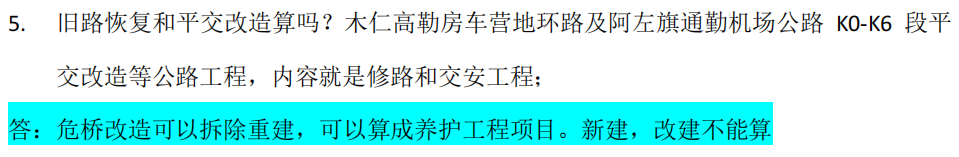 5. 旧路恢复和平交改造算吗？木仁高勒房车营地环路及阿左旗通勤机场公路 K0-K6 段平
交改造等公路工程，内容就是修路和交安工程；
答：危桥改造可以拆除重建，可以算成养护工程项目。新建，改建不能算